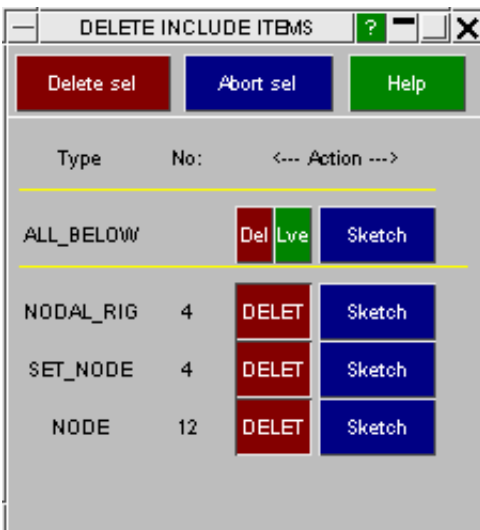 DELETE INCLUDE ITEMS ?
Delete sel Abort sel Help
Type No: <--- Action --->
ALL_BELOW Del Lve Sketch
NODAL_RIG 4 DELET Sketch
SET_NODE 4 DELET Sketch
NODE 12 DELET Sketch